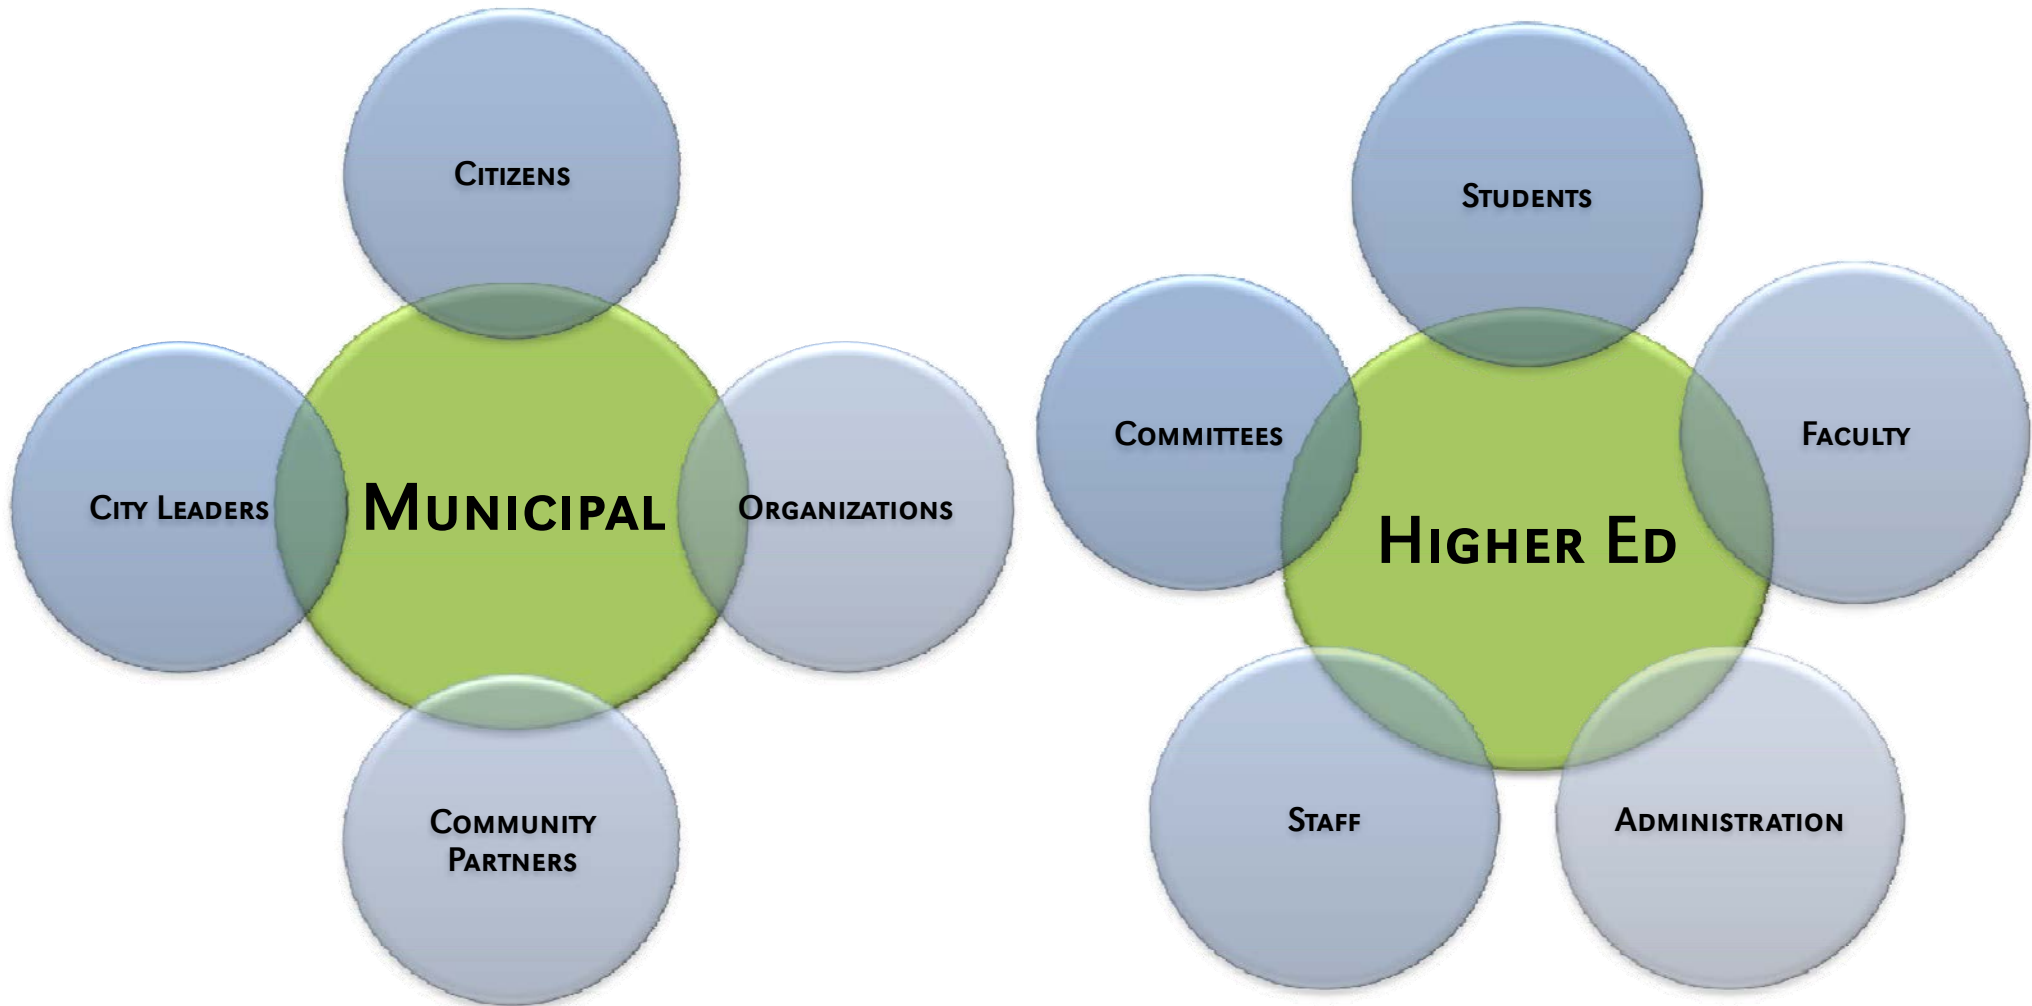 Citizens
City Leaders
Municipal
Organizations
Community
Partners
Students
Committees
Faculty
Higher Ed
Staff
Administration